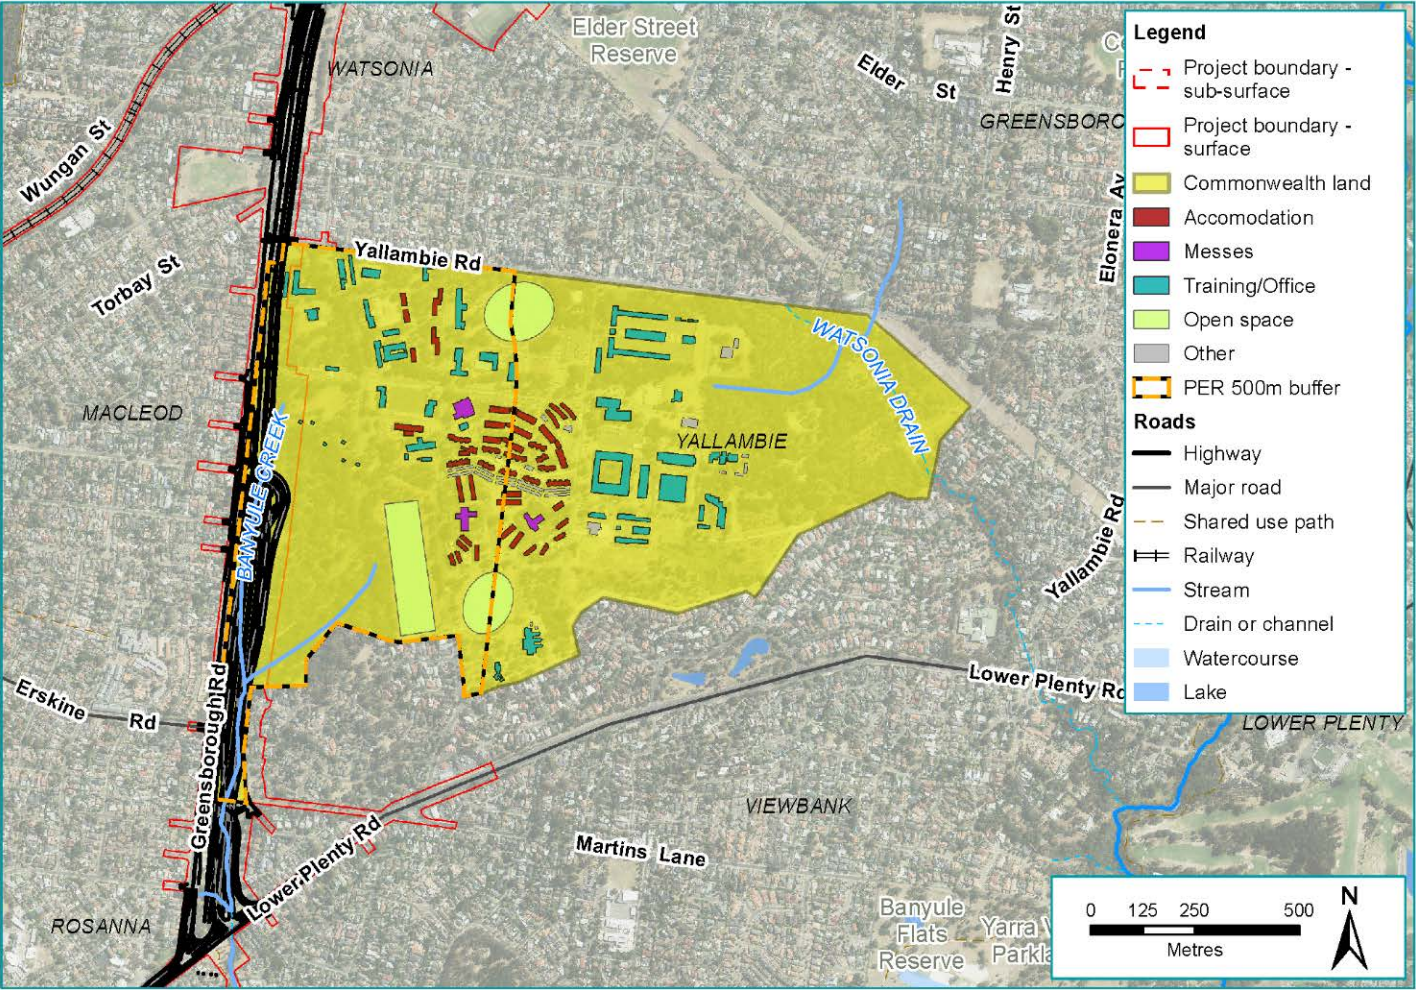 Elder Street
Reserve
WATSONIA
Elder St
Henry St
GREENSBORO
Wungan St
Torbay St
Yallambie Rd
Elonera Av
MACLEOD
BANYULE CREEK
WATSONIA DRAIN
YALLAMBIE
Yallambie Rd
Erskine Rd
Greensborough Rd
Lower Plenty Rd
LOWER PLENTY
VIEWBANK
Martins Lane
Lower Plenty Rd
ROSANNA
Banyule
Flats
Reserve
Yarra V
Parkla
Legend
Project boundary -
sub-surface
Project boundary -
surface
Commonwealth land
Accomodation
Messes
Training/Office
Open space
Other
PER 500m buffer
Roads
Highway
Major road
Shared use path
Railway
Stream
Drain or channel
Watercourse
Lake
0 125 250 500
Metres
N